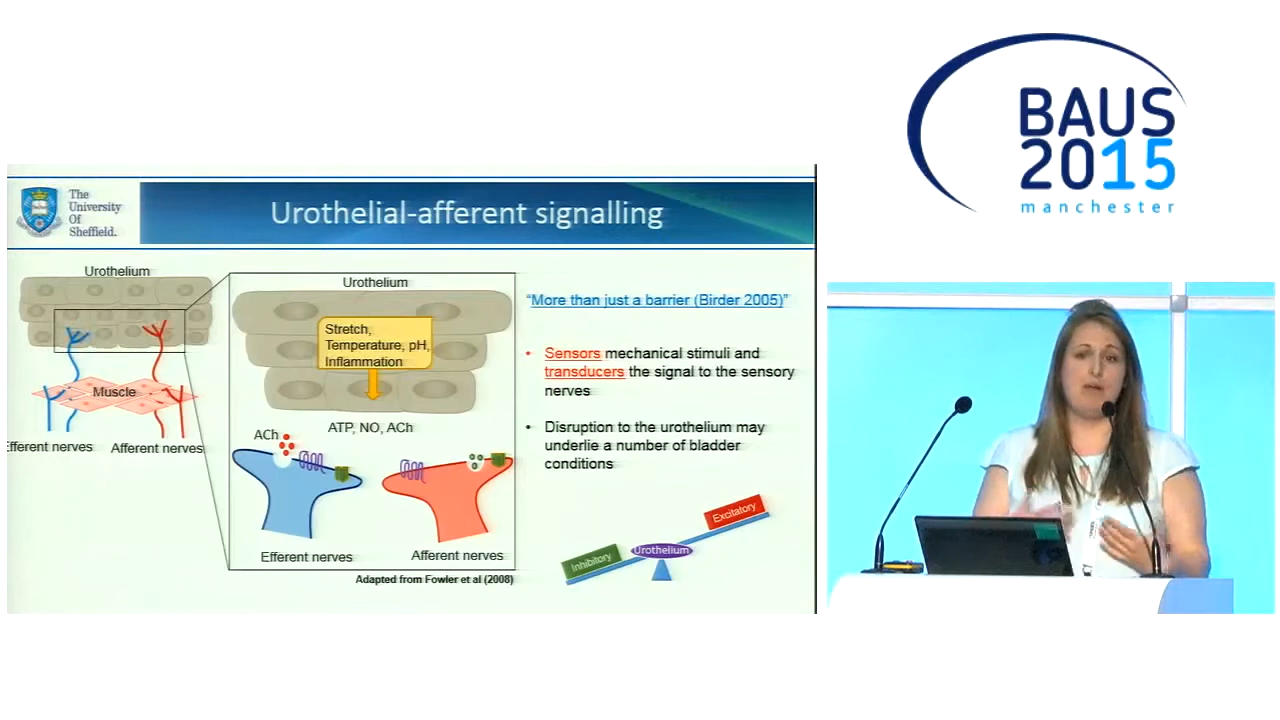 BAUS
2015
manchester
The
University
Of
Sheffield.
Urothelial-afferent signalling
Urothelium
Muscle
Efferent nerves
Afferent nerves
Urothelium
Stretch,
Temperature, pH,
Inflammation
ATP, NO, ACh
ACh
Efferent nerves
Afferent nerves
Adapted from Fowler et al (2008)
“More than just a barrier (Birder 2005)”
• Sensors mechanical stimuli and
transducers the signal to the sensory
nerves
• Disruption to the urothelium may
underlie a number of bladder
conditions
Excitatory
Urothelium
Inhibitory